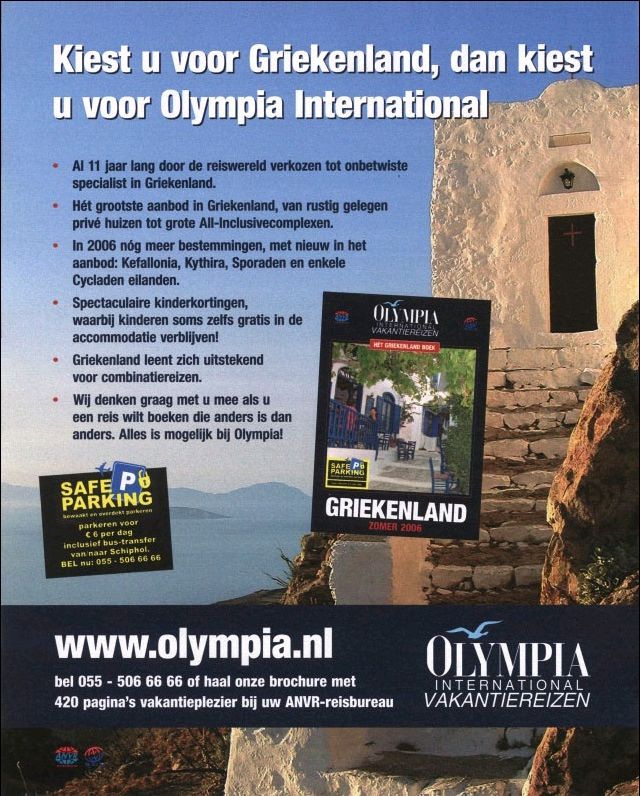 Kiest u voor Griekenland, dan kiest
u voor Olympia International
• Al 11 jaar lang door de reiswereld verkozen tot onbetwiste
specialist in Griekenland.
• Hét grootste aanbod in Griekenland, van rustig gelegen
privé huizen tot grote All-Inclusivecomplexen.
• In 2006 nóg meer bestemmingen, met nieuw in het
aanbod: Kefallonia, Kythira, Sporaden en enkele
Cycladen eilanden.
• Spectaculaire kinderkortingen,
waarbij kinderen soms zelfs gratis in de
accommodatie verblijven!
• Griekenland leent zich uitstekend
voor combinatiereizen.
• Wij denken graag met u mee als u
een reis wilt boeken die anders is dan
anders. Alles is mogelijk bij Olympia!
OLYMPIA
INTERNATIONAL
VAKANTIEREIZEN
HÉT GRIEKENLAND BOEK
SAFE P
PARKING
GRIEKENLAND
ZOMER 2006
SAFE P
PARKING
bewaakt en overdekt parkeren
parkeren voor
€ 6 per dag
inclusief bus-transfer
van/naar Schiphol.
BEL nu: 055 - 506 66 66
www.olympia.nl
bel 055 - 506 66 66 of haal onze brochure met
420 pagina's vakantieplezier bij uw ANVR-reisbureau
OLYMPIA
INTERNATIONAL
VAKANTIEREIZEN
ANVR